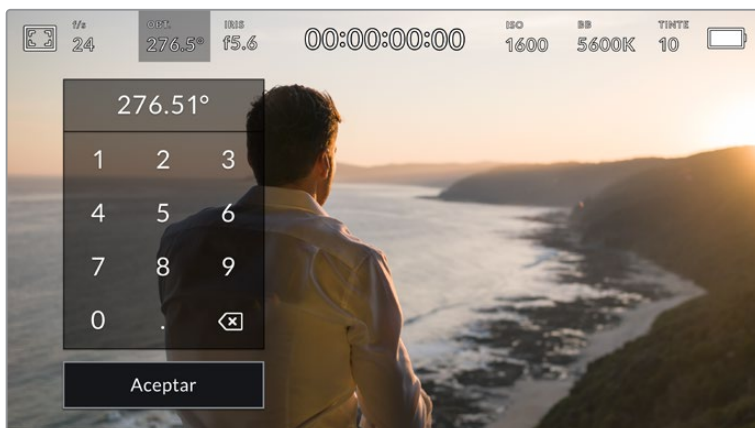 f/s OBT. IRIS ISO BB TINTE
24 276.5° f5.6 00:00:00:00 1600 5600K 10
276.51°
1 2 3
4 5 6
7 8 9
0 .
Aceptar